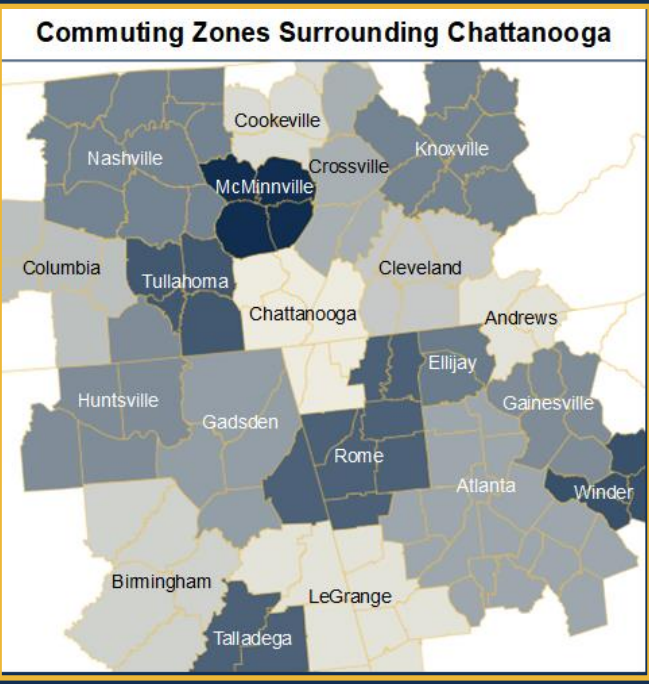 Commuting Zones Surrounding Chattanooga
Cookeville
Nashville
Knoxville
Crossville
McMinnville
Columbia
Tullahoma
Cleveland
Chattanooga
Andrews
Ellijay
Huntsville
Gainesville
Gadsden
Rome
Atlanta
Winder
Birmingham
LeGrange
Talladega